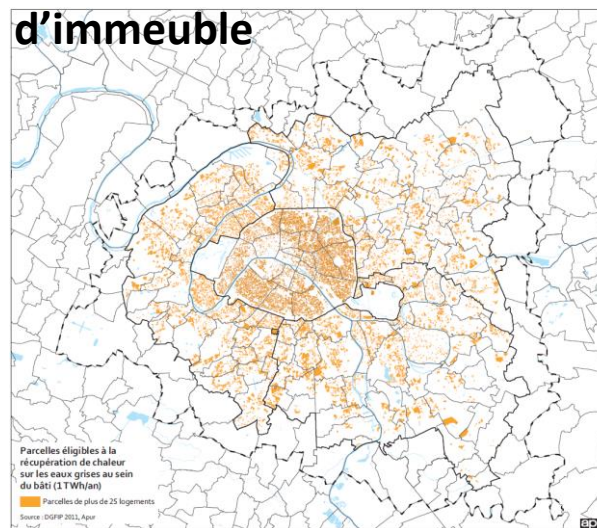 d’immeuble
Parcelles éligibles à la
récupération de chaleur
sur les eaux grises au sein
du bâti (1 TWh/an)
Parcelles de plus de 25 logements
Source : DGFIP 2011, Apur